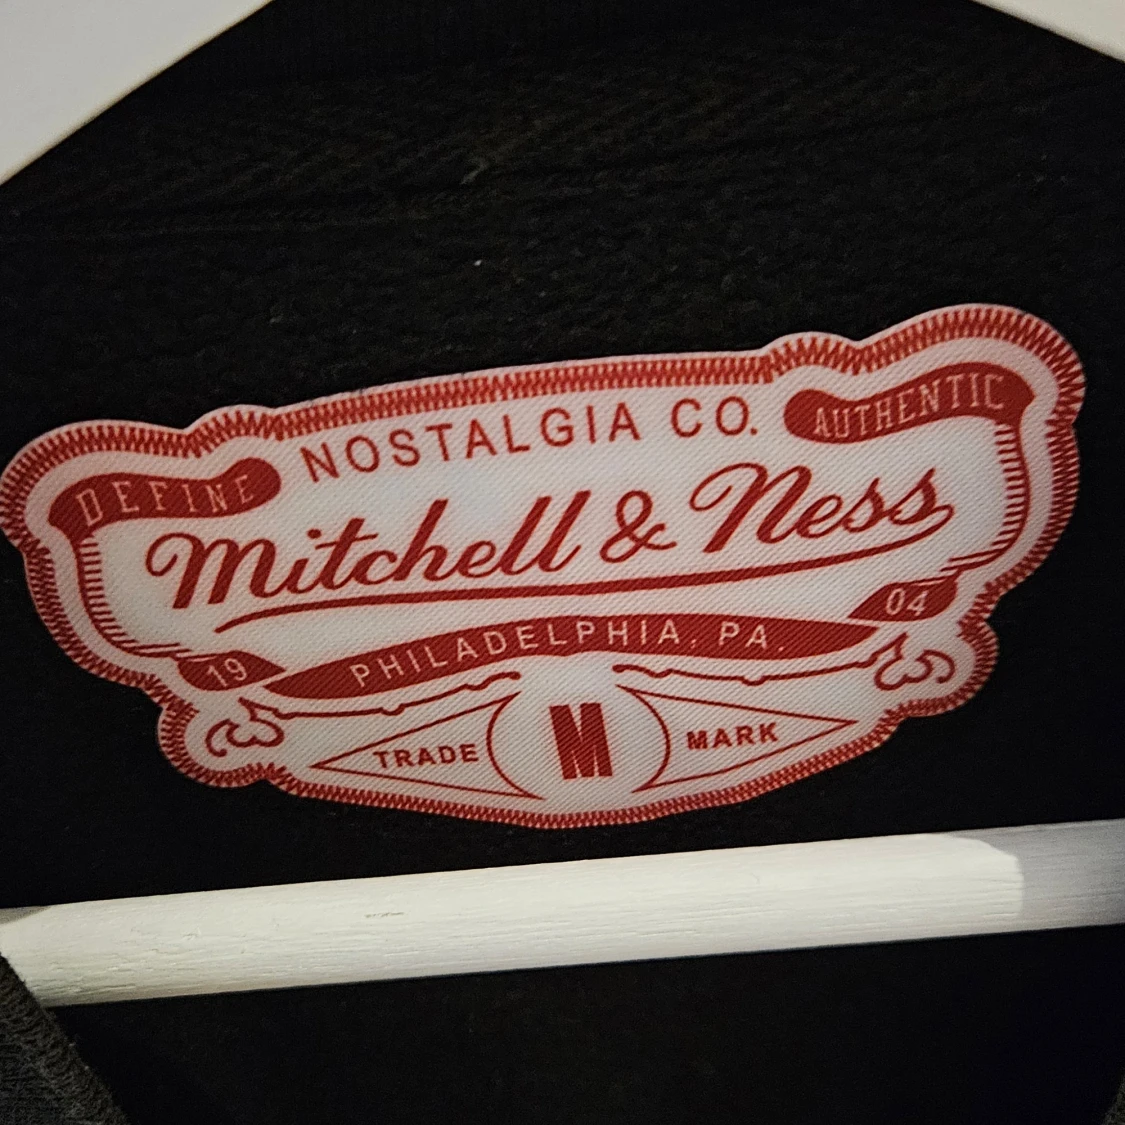 NOSTALGIA CO.
DEFINE AUTHENTIC
Mitchell & Ness
19 PHILADELPHIA, PA. 04
TRADE M MARK